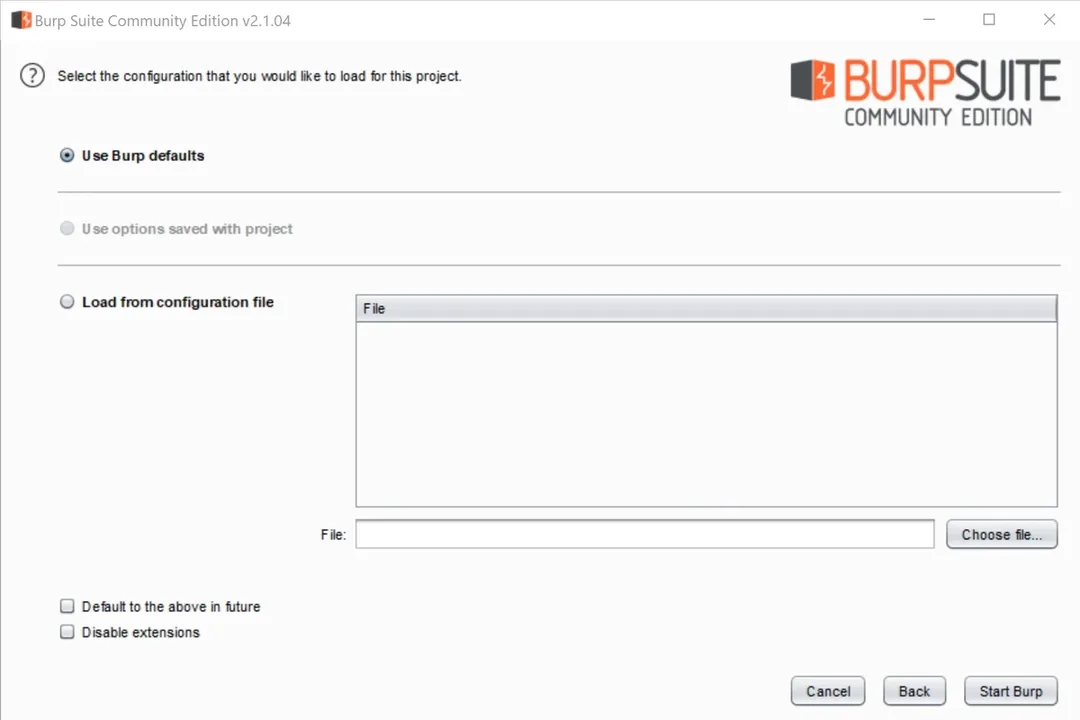 Burp Suite Community Edition v2.1.04
? Select the configuration that you would like to load for this project.
BURPSUITE
COMMUNITY EDITION
Use Burp defaults
Use options saved with project
Load from configuration file
File
File:
Choose file...
Default to the above in future
Disable extensions
Cancel Back Start Burp